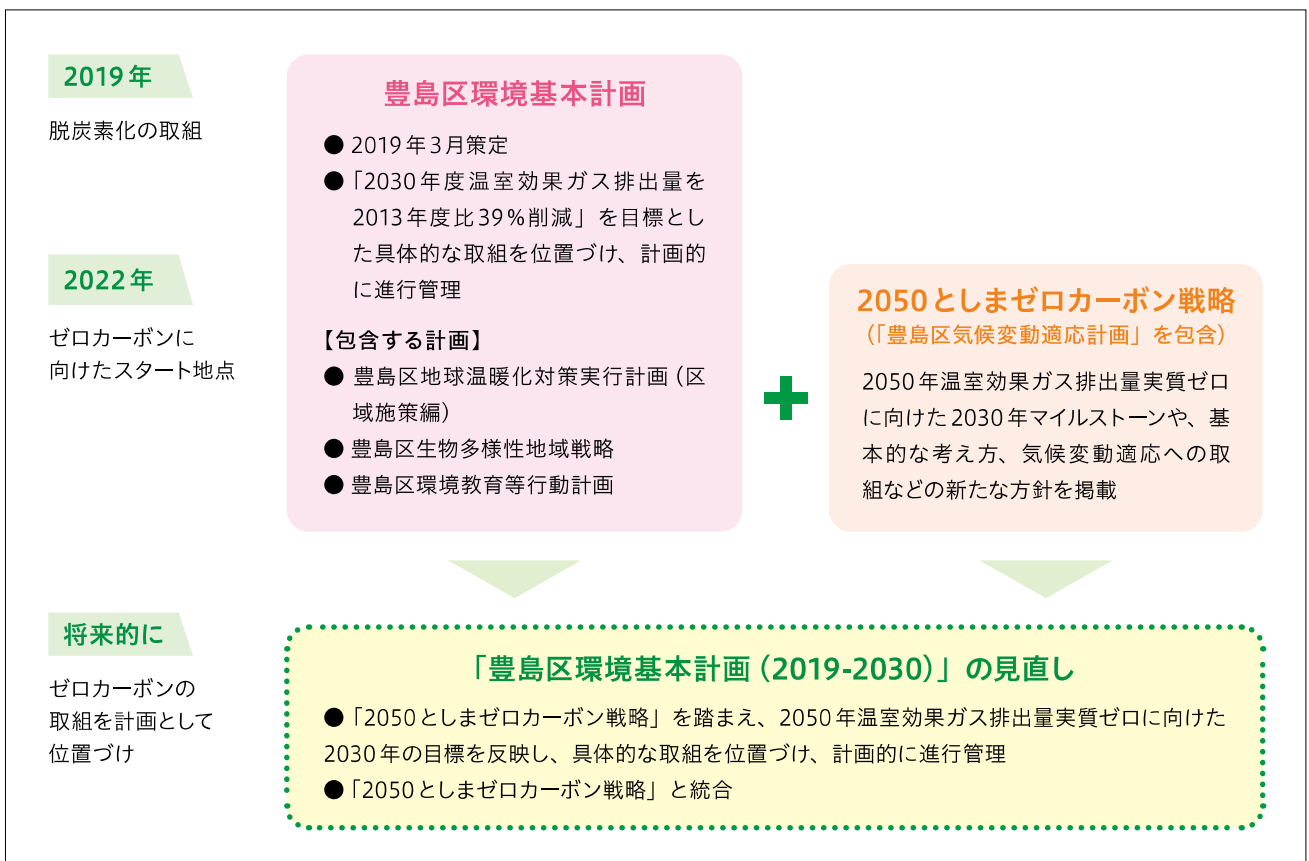 2019年
脱炭素化の取組
豊島区環境基本計画
● 2019年3月策定
●「2030年度温室効果ガス排出量を
2013年度比39％削減」を目標とし
た具体的な取組を位置づけ、計画的
に進行管理
【包含する計画】
● 豊島区地球温暖化対策実行計画（区
域施策編）
● 豊島区生物多様性地域戦略
● 豊島区環境教育等行動計画
2022年
ゼロカーボンに
向けたスタート地点
2050としまゼロカーボン戦略
（「豊島区気候変動適応計画」を包含）
2050年温室効果ガス排出量実質ゼロ
に向けた2030年マイルストーンや、基
本的な考え方、気候変動適応への取
組などの新たな方針を掲載
将来的に
ゼロカーボンの
取組を計画として
位置づけ
「豊島区環境基本計画（2019-2030）」の見直し
●「2050としまゼロカーボン戦略」を踏まえ、2050年温室効果ガス排出量実質ゼロに向けた
2030年の目標を反映し、具体的な取組を位置づけ、計画的に進行管理
●「2050としまゼロカーボン戦略」と統合